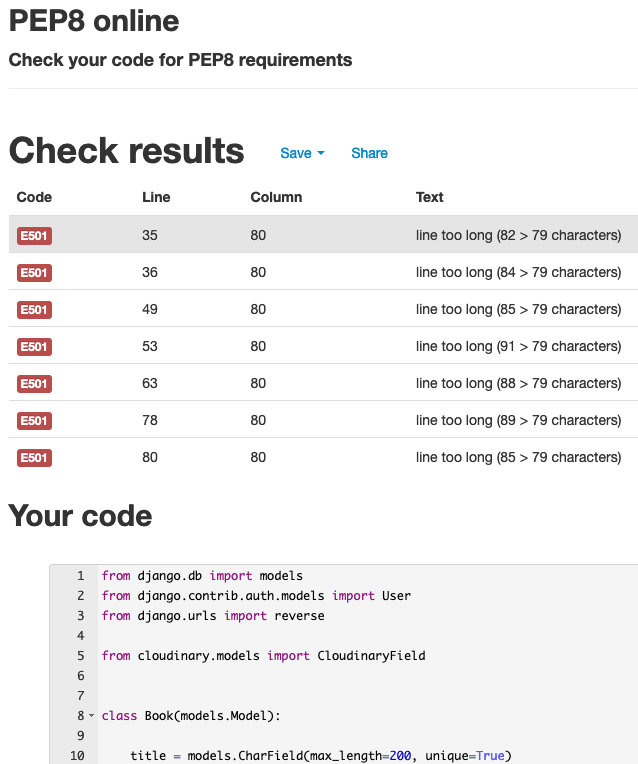 PEP8 online
Check your code for PEP8 requirements
Check results Save Share
Code Line Column Text
E501 35 80 line too long (82 > 79 characters)
E501 36 80 line too long (84 > 79 characters)
E501 49 80 line too long (85 > 79 characters)
E501 53 80 line too long (91 > 79 characters)
E501 63 80 line too long (88 > 79 characters)
E501 78 80 line too long (89 > 79 characters)
E501 80 80 line too long (85 > 79 characters)
Your code
1 from django.db import models
2 from django.contrib.auth.models import User
3 from django.urls import reverse
4
5 from cloudinary.models import CloudinaryField
6
7
8 class Book(models.Model):
9
10 title = models.CharField(max_length=200, unique=True)